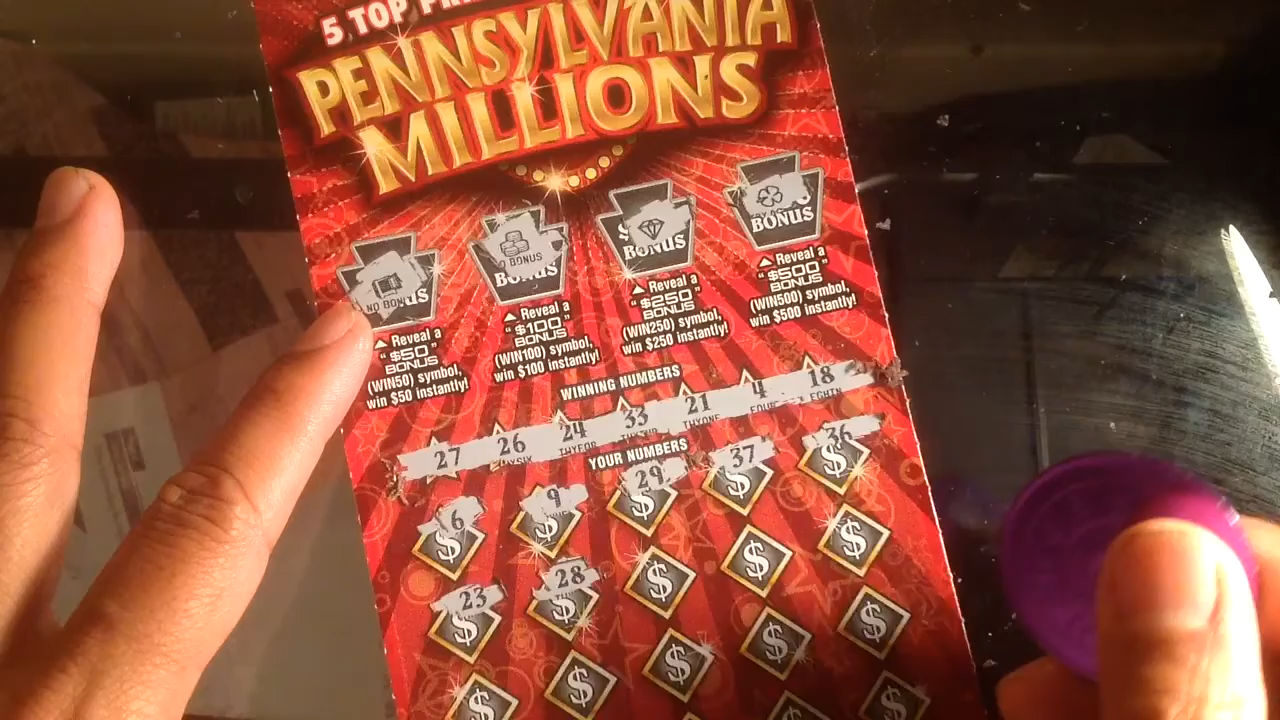 5 TOP
PENNSYLVANIA
MILLIONS
NO BONUS
BONUS
BONUS
BONUS
Reveal a
"$50"
BONUS
(WIN50) symbol,
win $50 instantly!
Reveal a
"$100"
BONUS
(WIN100) symbol,
win $100 instantly!
Reveal a
"$250"
BONUS
(WIN250) symbol,
win $250 instantly!
Reveal a
"$500"
BONUS
(WIN500) symbol,
win $500 instantly!
WINNING NUMBERS
27 26 24 33 21 4 18
YOUR NUMBERS
6 9 29 37 36
$ $ $ $ $
23 28
$ $ $ $ $
$ $ $ $ $